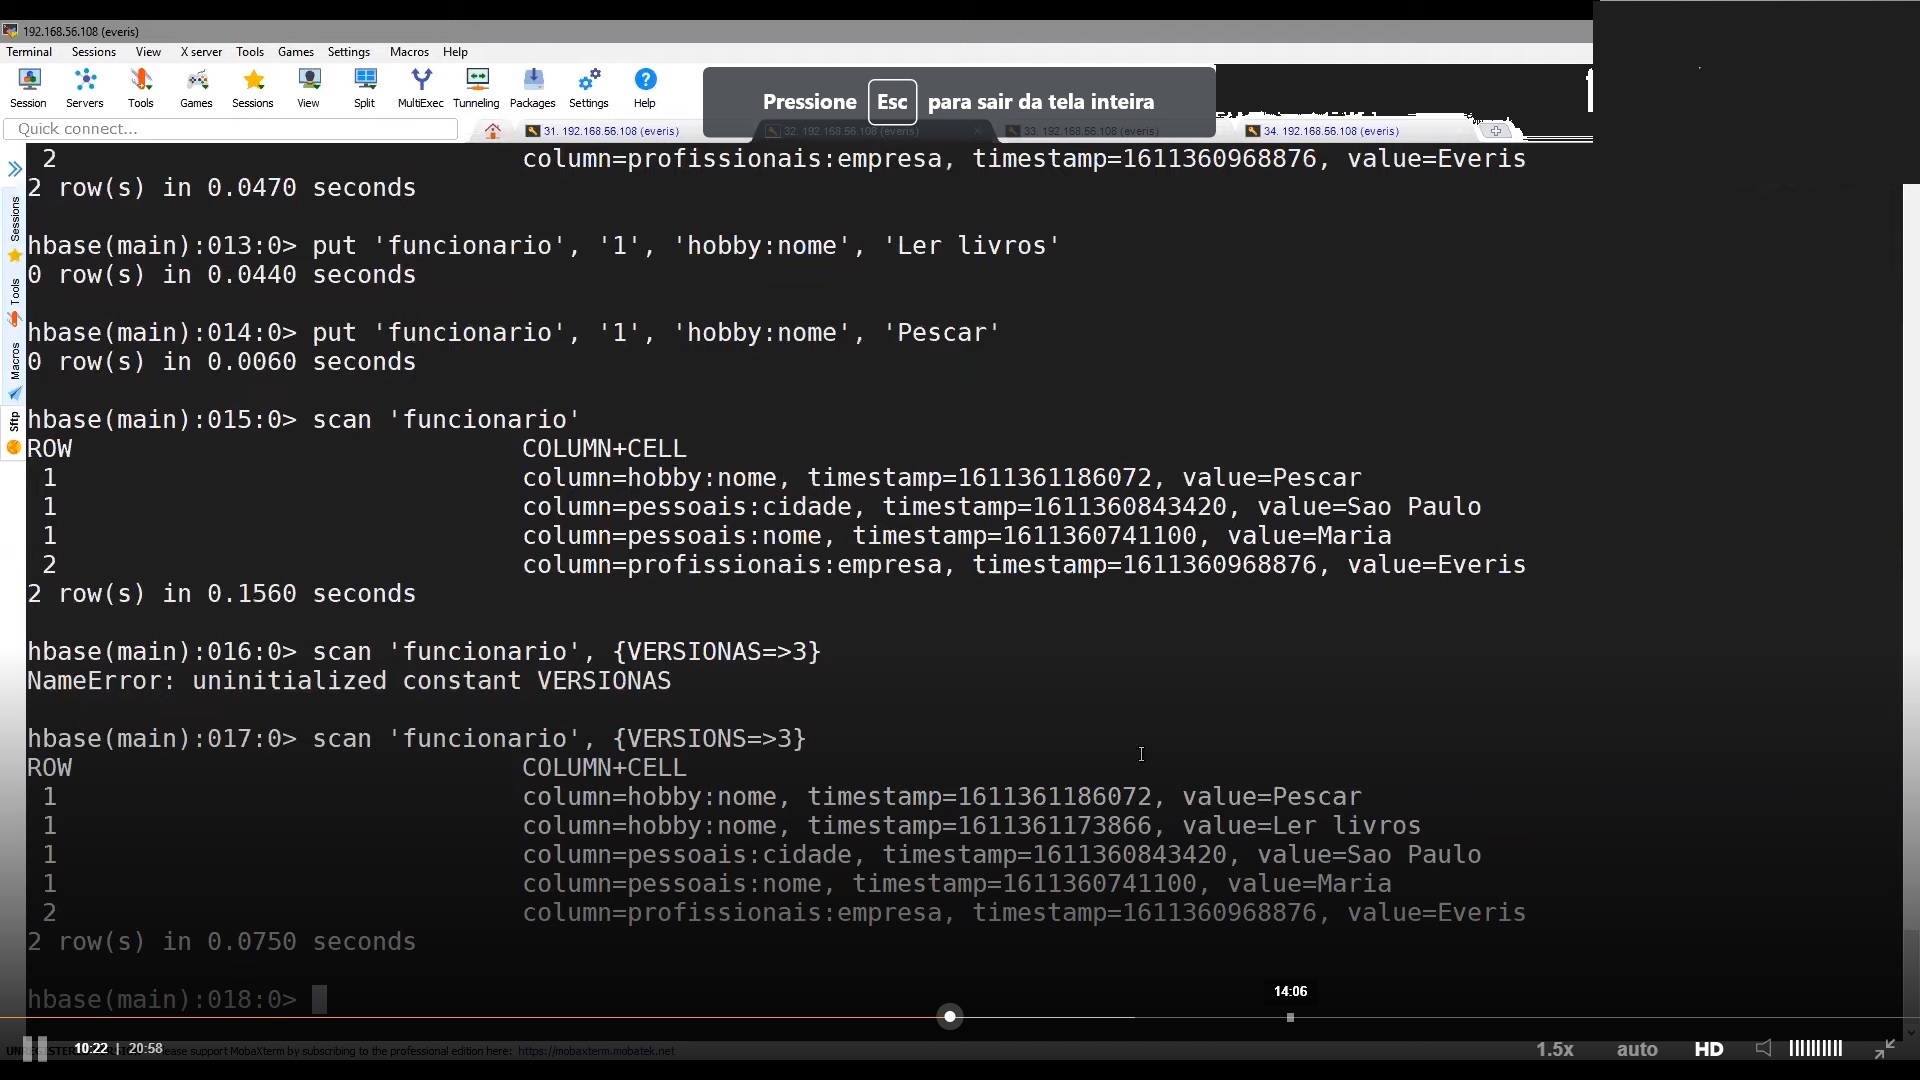 192.168.56.108 (everis)
Terminal Sessions View X server Tools Games Settings Macros Help
Session Servers Tools Games Sessions View Split MultiExec Tunneling Packages Settings Help
Pressione Esc para sair da tela inteira
Quick connect...
31. 192.168.56.108 (everis)
32. 192.168.56.108 (everis)
33. 192.168.56.108 (everis)
34. 192.168.56.108 (everis)
Sessions
Tools
Macros
Sftp
2 column=profissionais:empresa, timestamp=1611360968876, value=Everis
2 row(s) in 0.0470 seconds
hbase(main):013:0> put 'funcionario', '1', 'hobby:nome', 'Ler livros'
0 row(s) in 0.0440 seconds
hbase(main):014:0> put 'funcionario', '1', 'hobby:nome', 'Pescar'
0 row(s) in 0.0060 seconds
hbase(main):015:0> scan 'funcionario'
ROW COLUMN+CELL
1 column=hobby:nome, timestamp=1611361186072, value=Pescar
1 column=pessoais:cidade, timestamp=1611360843420, value=Sao Paulo
1 column=pessoais:nome, timestamp=1611360741100, value=Maria
2 column=profissionais:empresa, timestamp=1611360968876, value=Everis
2 row(s) in 0.1560 seconds
hbase(main):016:0> scan 'funcionario', {VERSIONAS=>3}
NameError: uninitialized constant VERSIONAS
hbase(main):017:0> scan 'funcionario', {VERSIONS=>3}
ROW COLUMN+CELL
1 column=hobby:nome, timestamp=1611361186072, value=Pescar
1 column=hobby:nome, timestamp=1611361173866, value=Ler livros
1 column=pessoais:cidade, timestamp=1611360843420, value=Sao Paulo
1 column=pessoais:nome, timestamp=1611360741100, value=Maria
2 column=profissionais:empresa, timestamp=1611360968876, value=Everis
2 row(s) in 0.0750 seconds
hbase(main):018:0>
14:06
10:22 | 20:58
support MobaXterm by subscribing to the professional edition here: https://mobaxterm.mobatek.net
1.5x auto HD